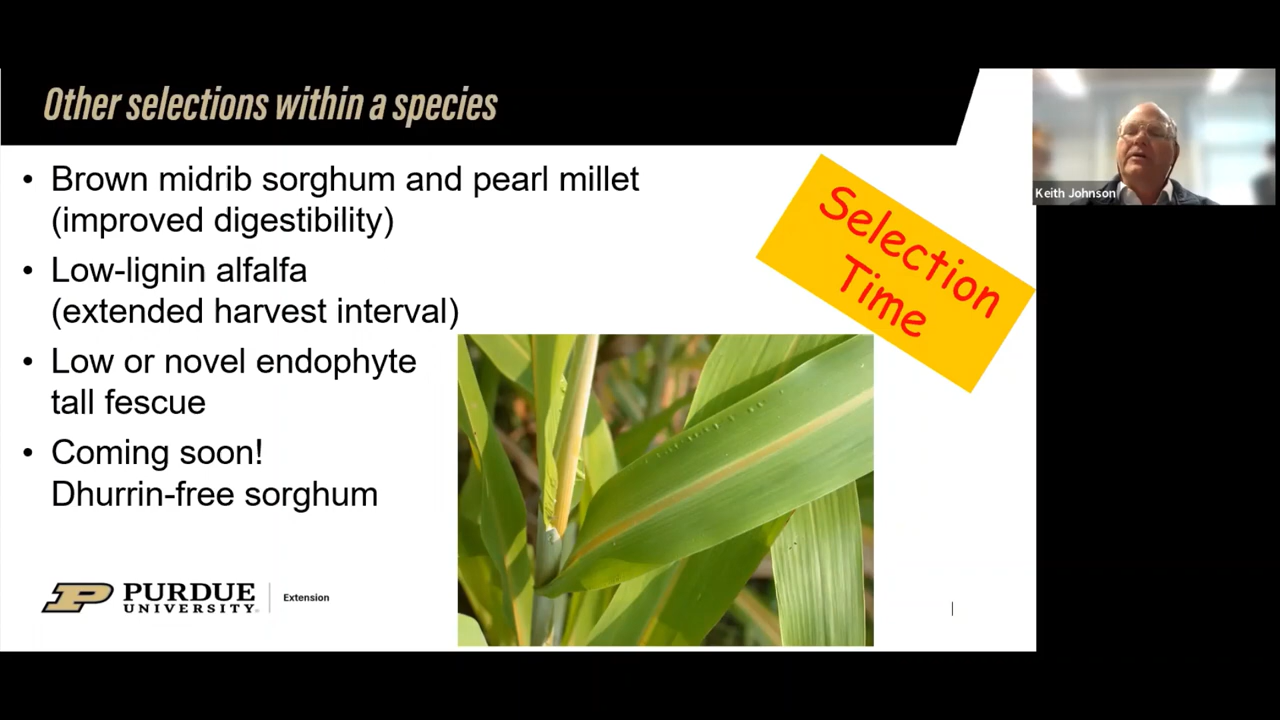 Other selections within a species
• Brown midrib sorghum and pearl millet
(improved digestibility)
• Low-lignin alfalfa
(extended harvest interval)
• Low or novel endophyte
tall fescue
• Coming soon!
Dhurrin-free sorghum
Selection
Time
Keith Johnson
P PURDUE
UNIVERSITY
Extension